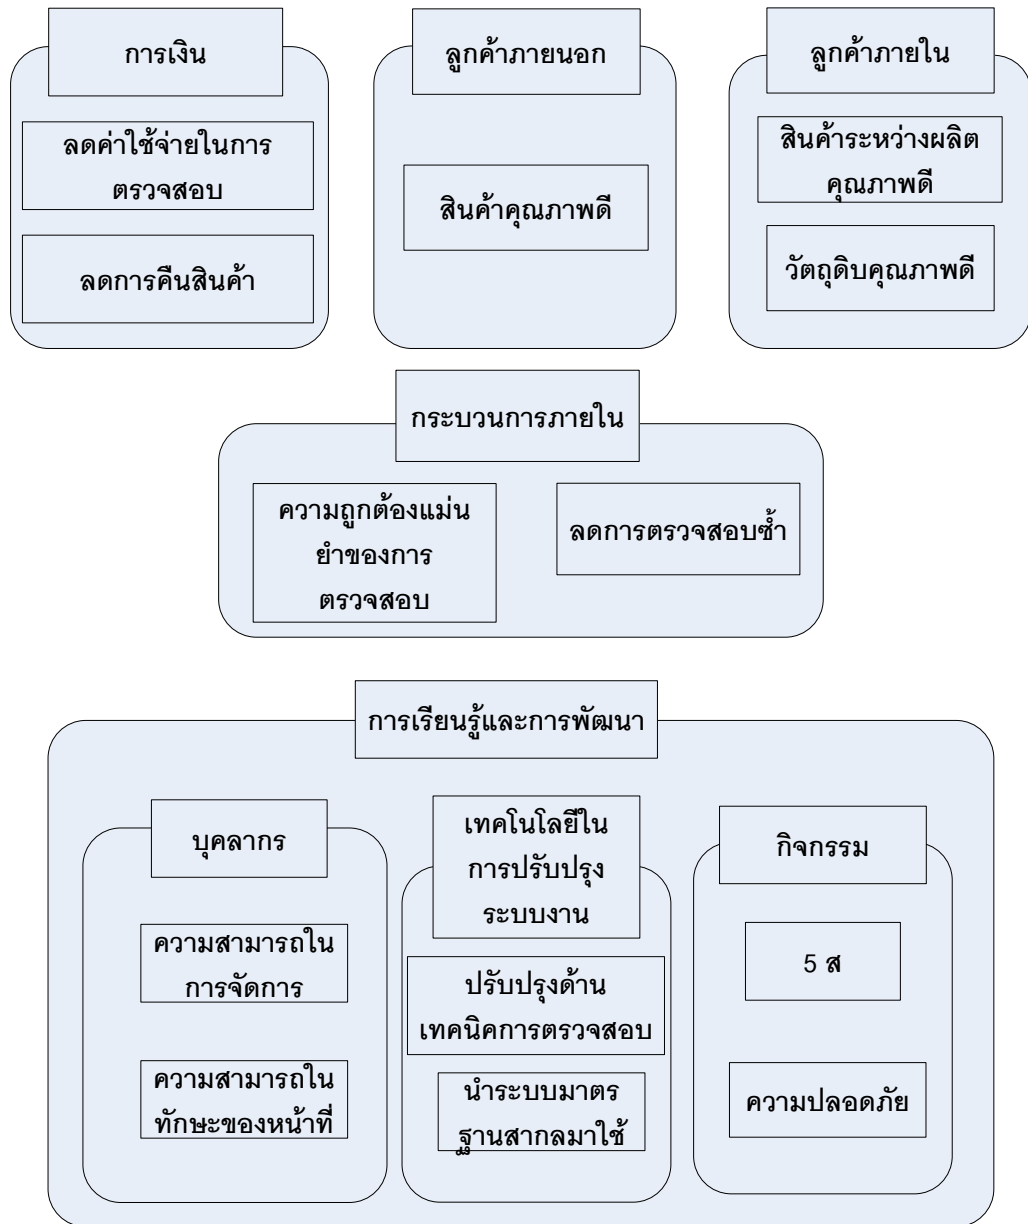 การเงิน
ลดค่าใช้จ่ายในการ
ตรวจสอบ
ลดการคืนสินค้า
ลูกค้าภายนอก
สินค้าคุณภาพดี
ลูกค้าภายใน
สินค้าระหว่างผลิต
คุณภาพดี
วัตถุดิบคุณภาพดี
กระบวนการภายใน
ความถูกต้องแม่น
ยำของการ
ตรวจสอบ
ลดการตรวจสอบซ้ำ
การเรียนรู้และการพัฒนา
บุคลากร
ความสามารถใน
การจัดการ
ความสามารถใน
ทักษะของหน้าที่
เทคโนโลยีใน
การปรับปรุง
ระบบงาน
ปรับปรุงด้าน
เทคนิคการตรวจสอบ
นำระบบมาตร
ฐานสากลมาใช้
กิจกรรม
5 ส
ความปลอดภัย